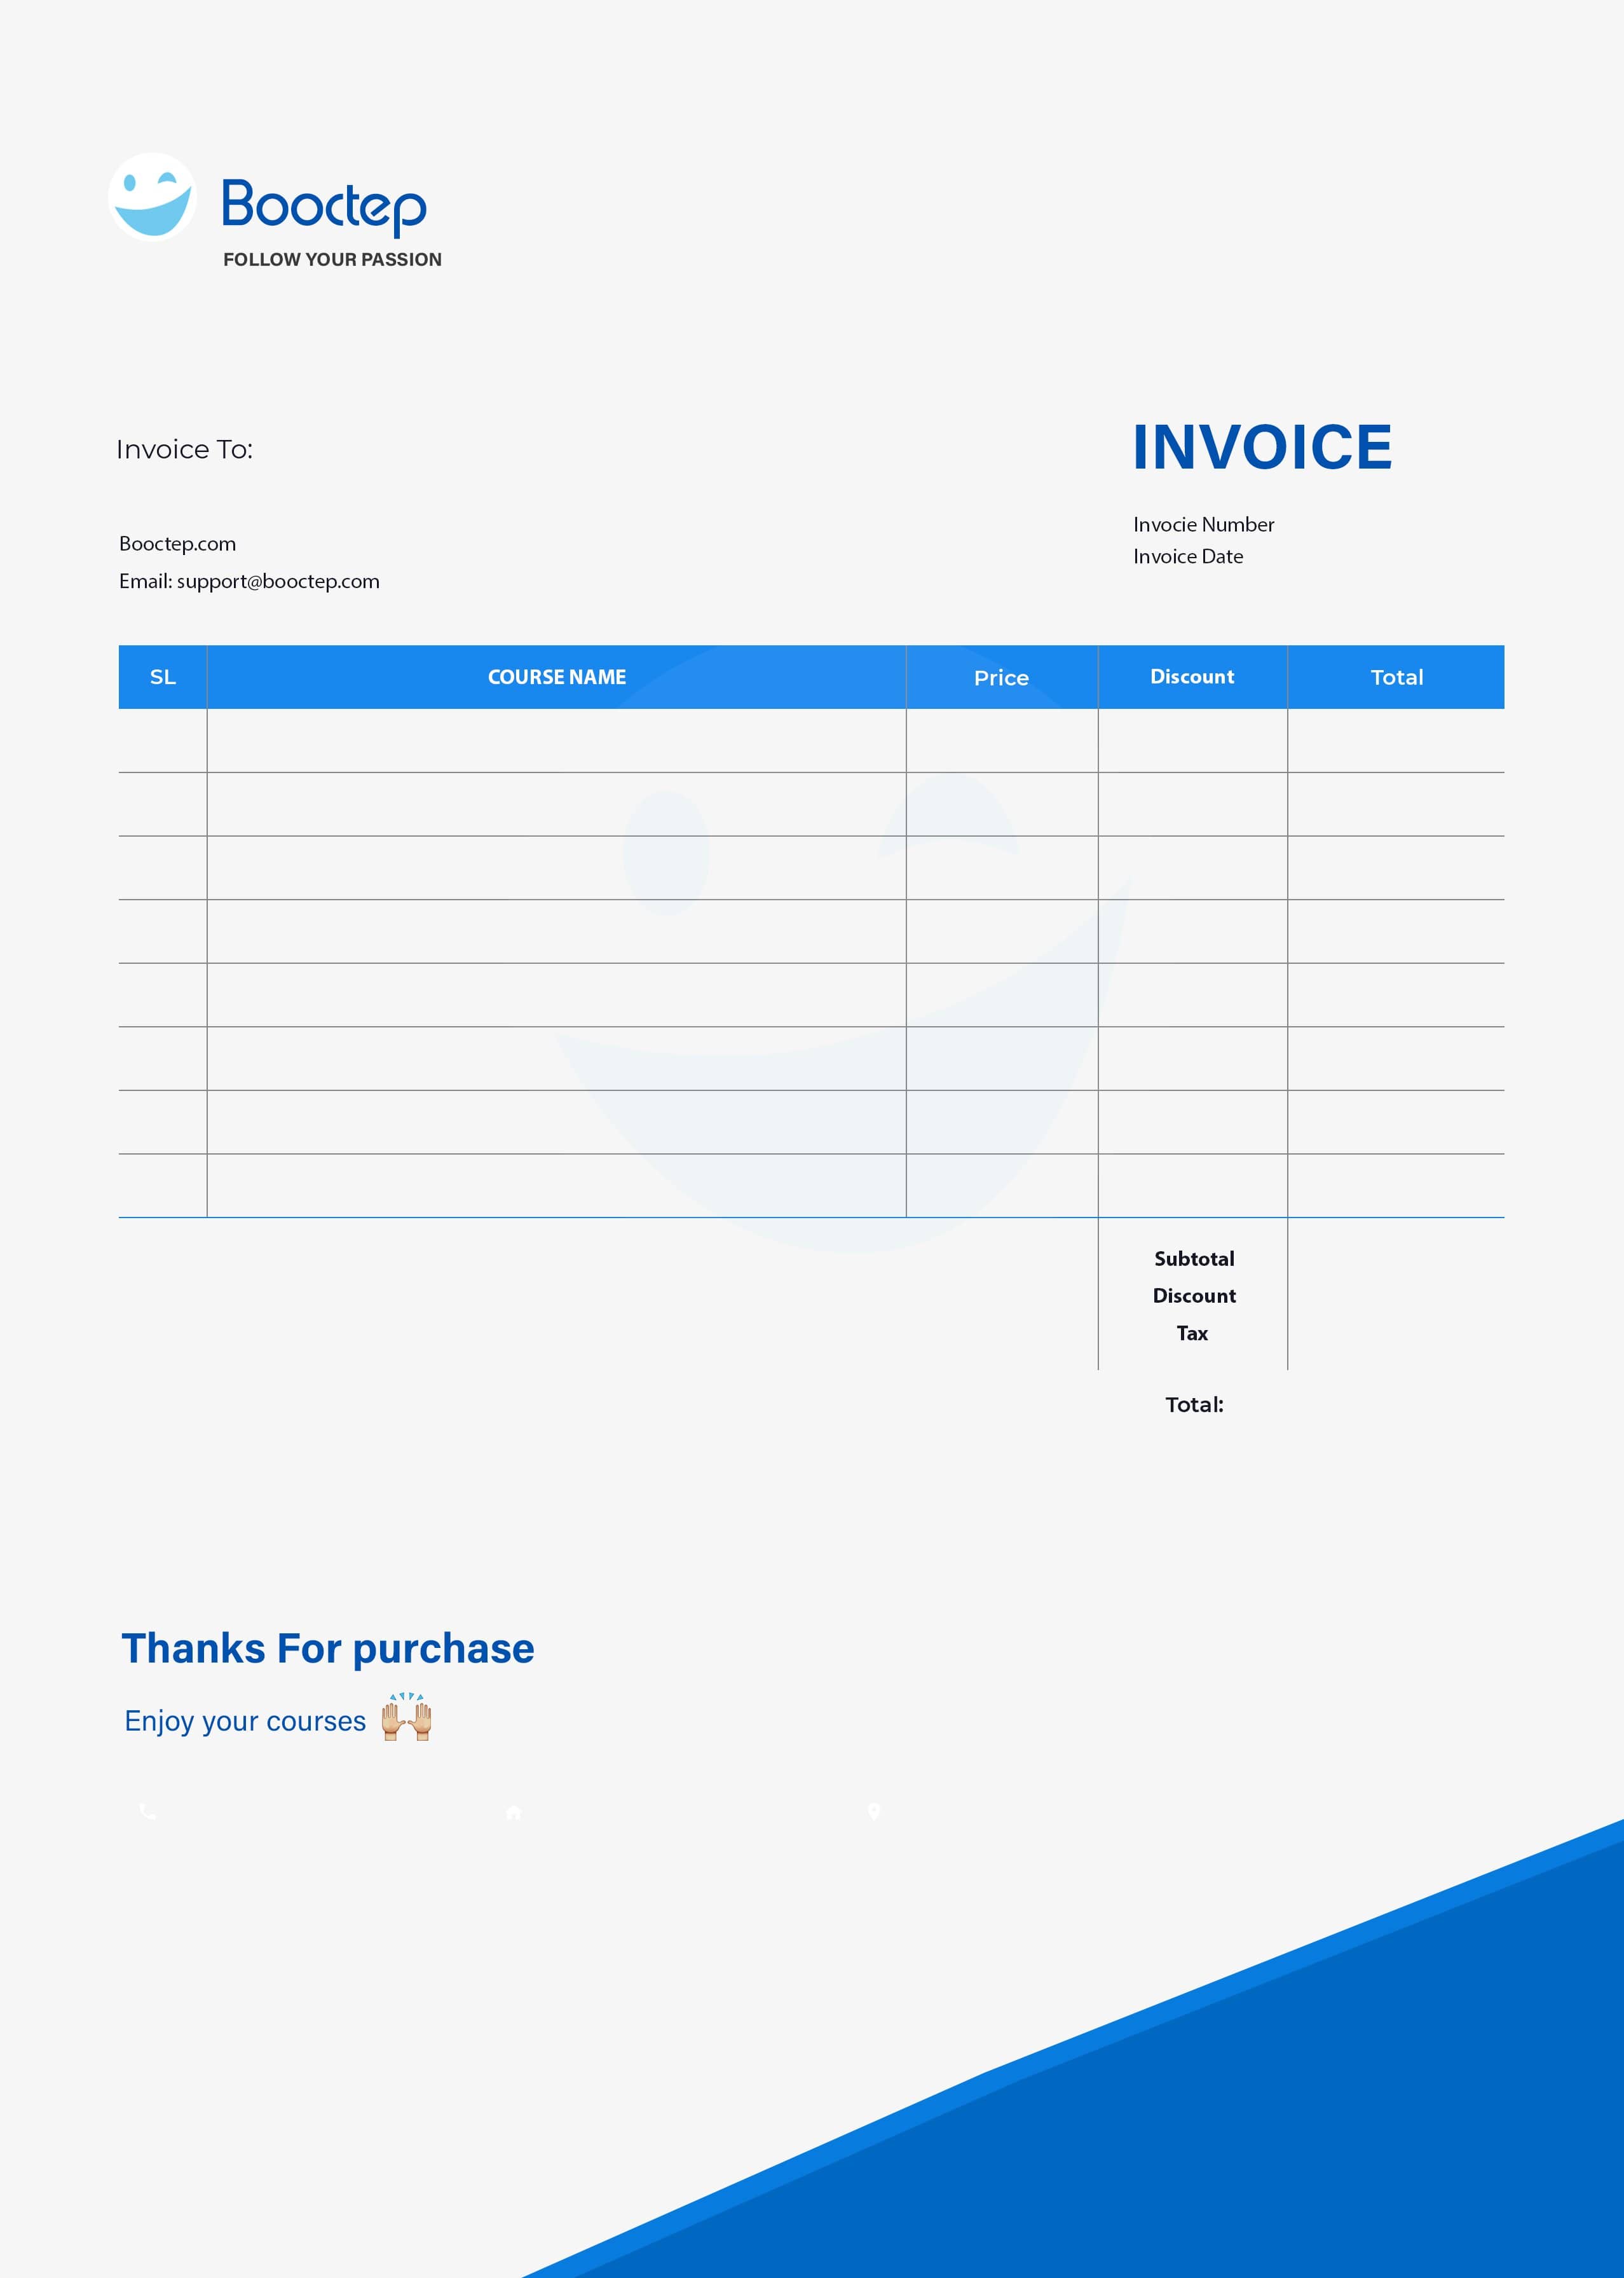 Booctep
FOLLOW YOUR PASSION
Invoice To:
INVOICE
Invocie Number
Booctep.com
Invoice Date
Email: support@booctep.com
SL COURSE NAME Price Discount Total
Subtotal
Discount
Tax
Total:
Thanks For purchase
Enjoy your courses 🙌🏼